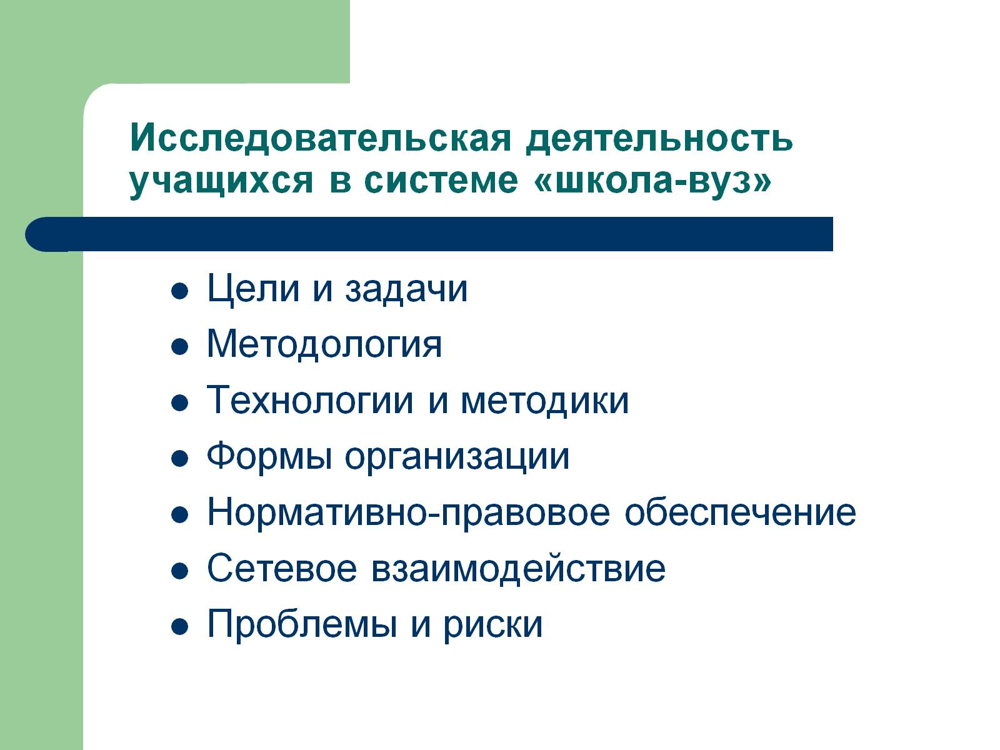 Исследовательская деятельность
учащихся в системе «школа-вуз»
Цели и задачи
Методология
Технологии и методики
Формы организации
Нормативно-правовое обеспечение
Сетевое взаимодействие
Проблемы и риски